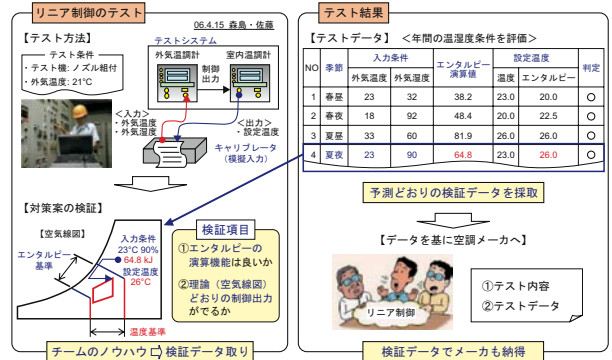 リニア制御のテスト
06.4.15 森島・佐藤
【テスト方法】
テスト条件
・テスト機: ノズル組付
・外気温度: 21℃
テストシステム
外気温調計
室内温調計
制御
出力
<入力>
・外気温度
・外気湿度
<出力>
・設定温度
キャリブレータ
(模擬入力)
【対策案の検証】
【空気線図】
エンタルピー
基準
入力条件
23℃ 90%
64.8 kJ
設定温度
26℃
温度基準
検証項目
①エンタルピーの
演算機能は良いか
②理論(空気線図)
どおりの制御出力
がでるか
チームのノウハウ⇨検証データ取り
テスト結果
【テストデータ】 <年間の温湿度条件を評価>
NO 季節 入力条件 エンタルピー演算値 設定温度 判定
外気温度 外気湿度 温度 エンタルピー
1 春昼 23 32 38.2 23.0 20.0 ○
2 春夜 18 92 48.4 20.0 22.5 ○
3 夏昼 33 60 81.9 26.0 26.0 ○
4 夏夜 23 90 64.8 23.0 26.0 ○
予測どおりの検証データを採取
【データを基に空調メーカへ】
リニア制御
①テスト内容
②テストデータ
検証データでメーカも納得